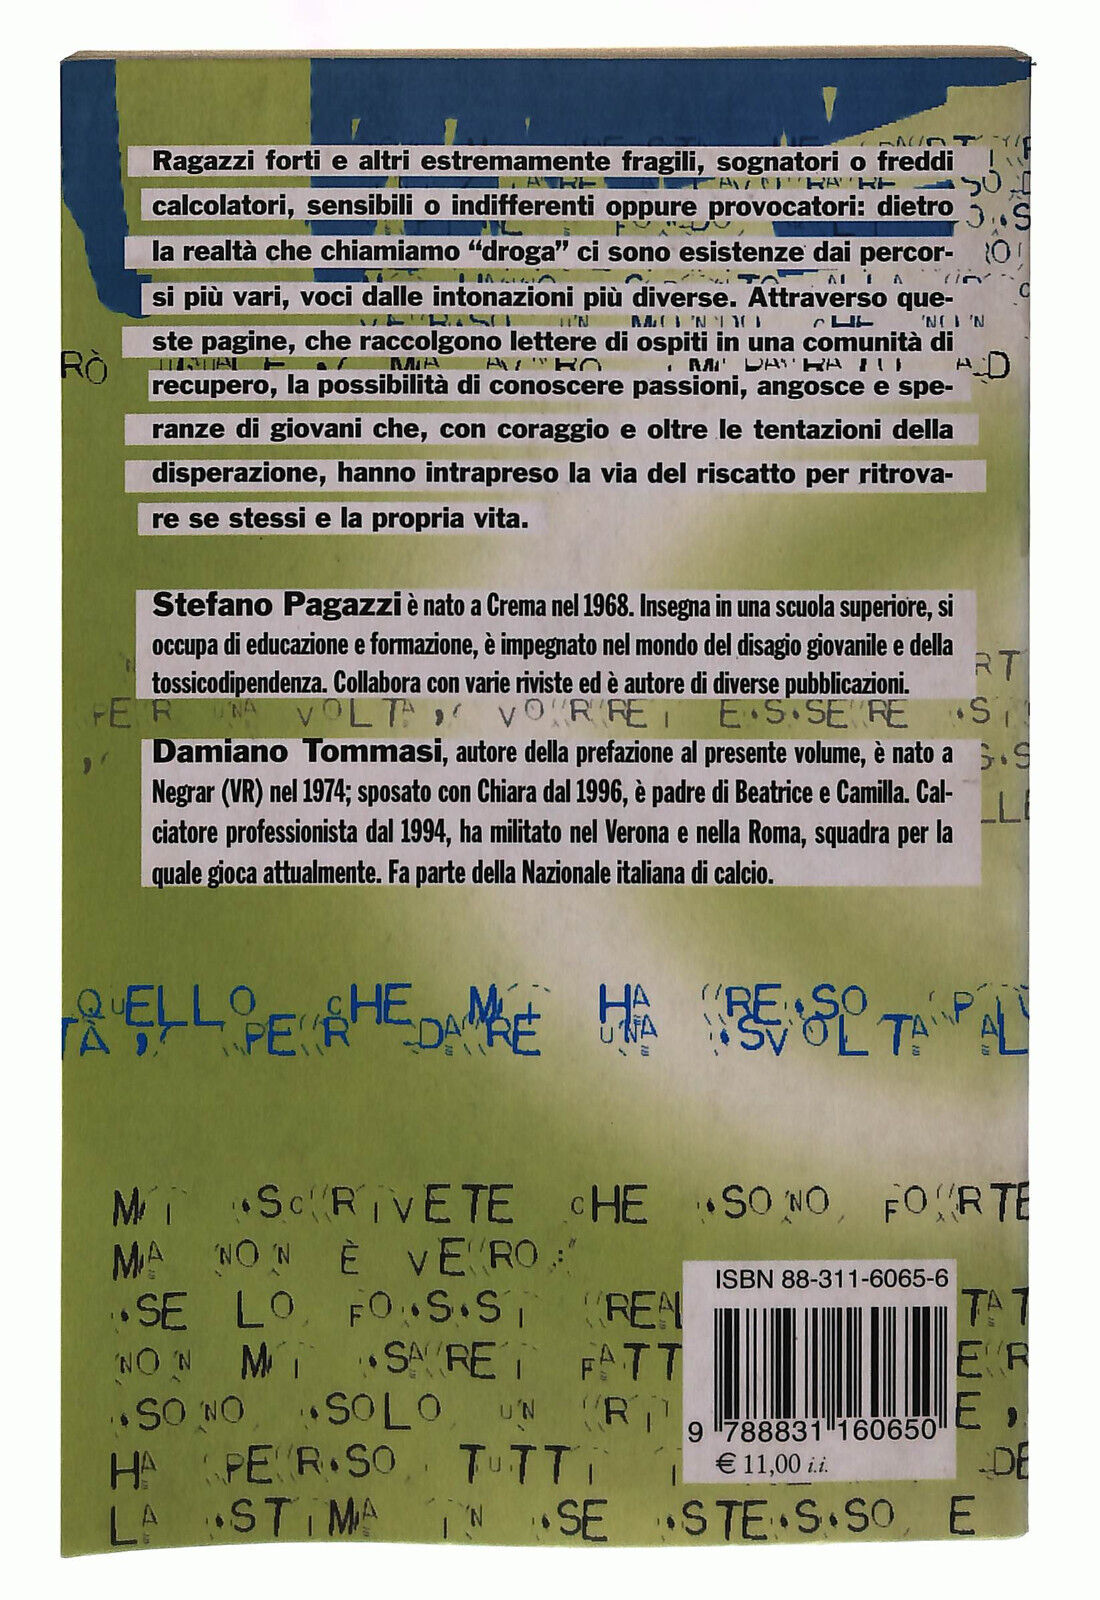 Ragazzi forti e altri estremamente fragili, sognatori o freddi
calcolatori, sensibili o indifferenti oppure provocatori: dietro
la realtà che chiamiamo “droga” ci sono esistenze dai percor-
si più vari, voci dalle intonazioni più diverse. Attraverso que-
ste pagine, che raccolgono lettere di ospiti in una comunità di
recupero, la possibilità di conoscere passioni, angosce e spe-
ranze di giovani che, con coraggio e oltre le tentazioni della
disperazione, hanno intrapreso la via del riscatto per ritrova-
re se stessi e la propria vita.
Stefano Pagazzi è nato a Crema nel 1968. Insegna in una scuola superiore, si
occupa di educazione e formazione, è impegnato nel mondo del disagio giovanile e della
tossicodipendenza. Collabora con varie riviste ed è autore di diverse pubblicazioni.
PER UNA VOLTA, VORREI ESSERE
Damiano Tommasi, autore della prefazione al presente volume, è nato a
Negrar (VR) nel 1974; sposato con Chiara dal 1996, è padre di Beatrice e Camilla. Cal-
ciatore professionista dal 1994, ha militato nel Verona e nella Roma, squadra per la
quale gioca attualmente. Fa parte della Nazionale italiana di calcio.
QUELLO CHE MI HA RESO
TÀ, PER DARE UNA SVOLTA AL
MI SCRIVETE CHE SONO FORTE
MA NON È VERO:
SE LO FOSSI REAL TAT
NON MI SAREI FATT ER
SONO SOLO UN RI E,
HA PERSO TUTTI DE
LA STIMA IN SE STESSO E
ISBN 88-311-6065-6
9 788831 160650
€ 11,00 i.i.